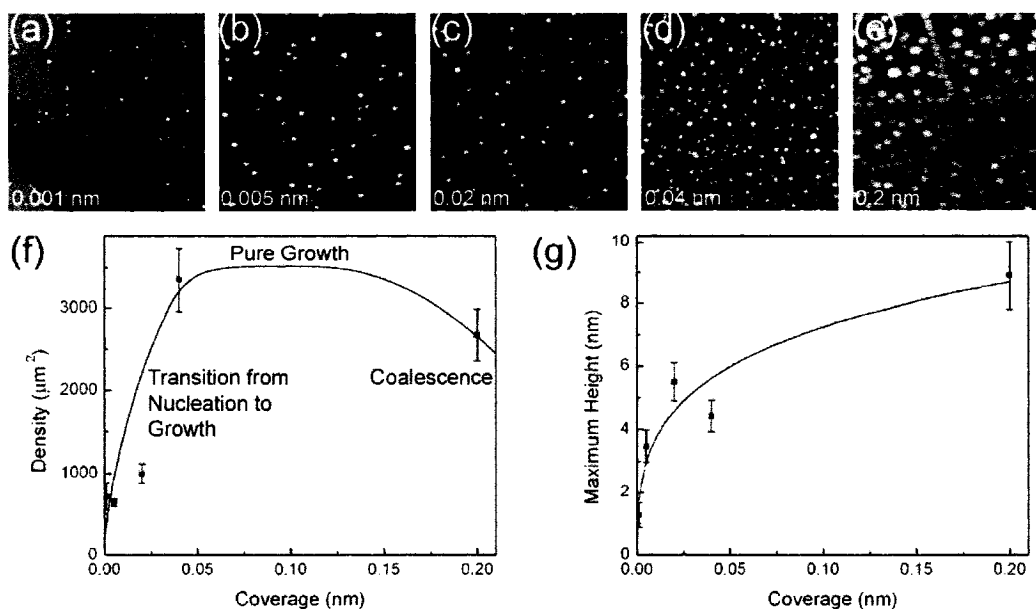 (a) (b) (c) (d) (e)
0.001 nm 0.005 nm 0.02 nm 0.04 nm 0.2 nm
(f)
Pure Growth
Transition from
Nucleation to
Growth
Coalescence
Density (μm⁻²)
3000
2000
1000
0
0.00 0.05 0.10 0.15 0.20
Coverage (nm)
(g)
Maximum Height (nm)
10
8
6
4
2
0
0.00 0.05 0.10 0.15 0.20
Coverage (nm)